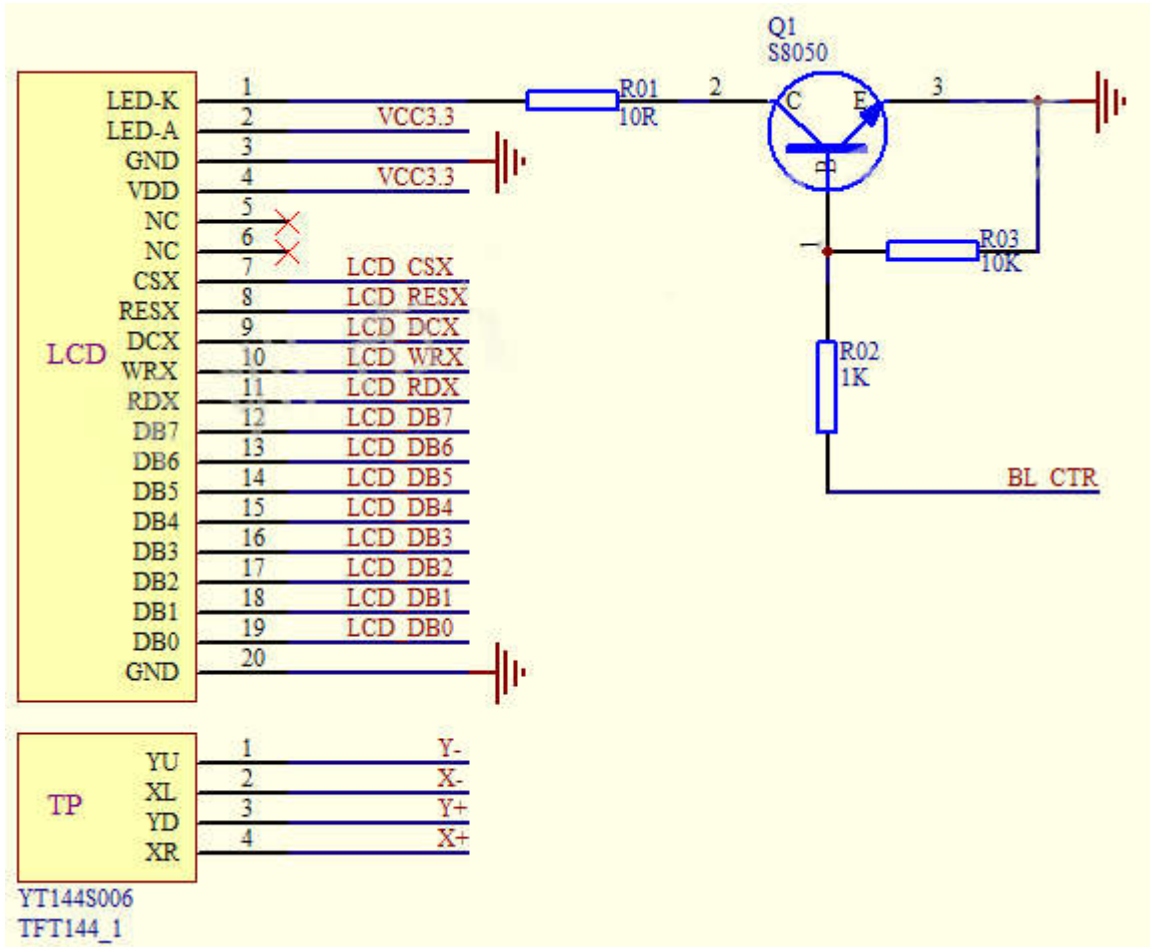 Q1
S8050
LED-K 1 R01 2 C E 3
10R
LED-A 2 VCC3.3
GND 3
VDD 4 VCC3.3
NC 5
NC 6
CSX 7 LCD_CSX
RESX 8 LCD_RESX
DCX 9 LCD_DCX
WRX 10 LCD_WRX
RDX 11 LCD_RDX
DB7 12 LCD_DB7
DB6 13 LCD_DB6
DB5 14 LCD_DB5
DB4 15 LCD_DB4
DB3 16 LCD_DB3
DB2 17 LCD_DB2
DB1 18 LCD_DB1
DB0 19 LCD_DB0
GND 20
LCD
B
1
R03
10K
R02
1K
BL_CTR
YU 1 Y-
XL 2 X-
YD 3 Y+
XR 4 X+
TP
YT144S006
TFT144_1